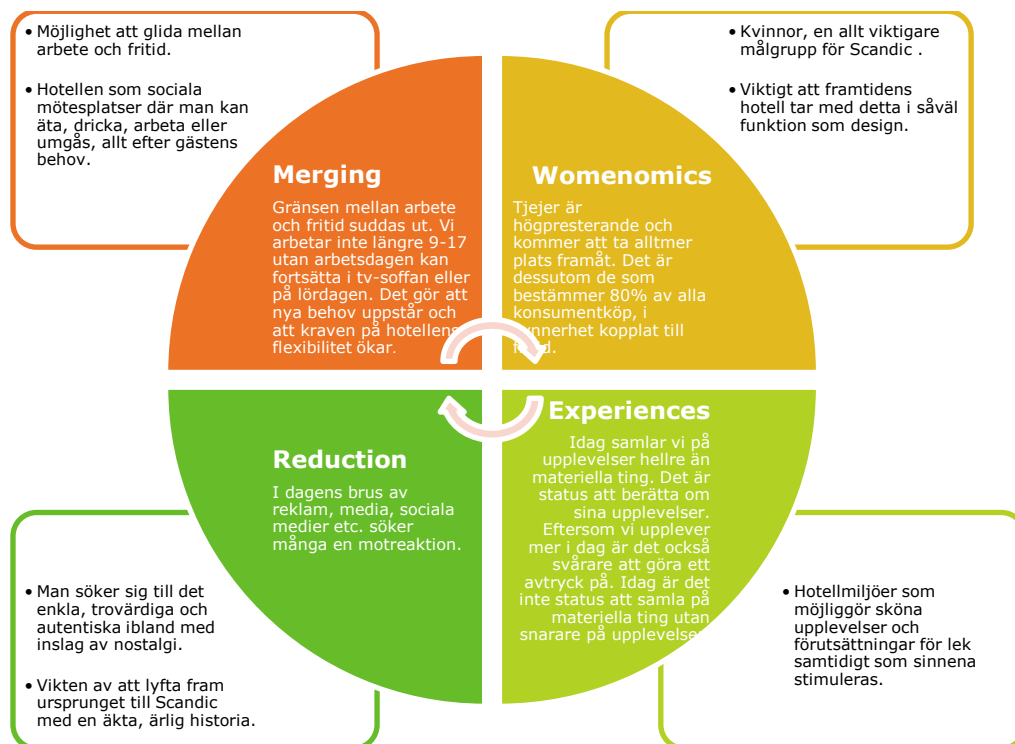 • Möjlighet att glida mellan
arbete och fritid.
• Hotellen som sociala
mötesplatser där man kan
äta, dricka, arbeta eller
umgås, allt efter gästens
behov.
• Kvinnor, en allt viktigare
målgrupp för Scandic .
• Viktigt att framtidens
hotell tar med detta i såväl
funktion som design.
Merging
Gränsen mellan arbete
och fritid suddas ut. Vi
arbetar inte längre 9-17
utan arbetsdagen kan
fortsätta i tv-soffan eller
på lördagen. Det gör att
nya behov uppstår och
att kraven på hotellens
flexibilitet ökar.
Womenomics
Tjejer är
högpresterande och
kommer att ta alltmer
plats framåt. Det är
dessutom de som
bestämmer 80% av alla
konsumentköp, i
synnerhet kopplat till
Reduction
I dagens brus av
reklam, media, sociala
medier etc. söker
många en motreaktion.
Experiences
Idag samlar vi på
upplevelser hellre än
materiella ting. Det är
status att berätta om
sina upplevelser.
Eftersom vi upplever
mer i dag är det också
svårare att göra ett
avtryck på. Idag är det
inte status att samla på
materiella ting utan
snarare på upplevelser.
• Man söker sig till det
enkla, trovärdiga och
autentiska ibland med
inslag av nostalgi.
• Vikten av att lyfta fram
ursprunget till Scandic
med en äkta, ärlig historia.
• Hotellmiljöer som
möjliggör sköna
upplevelser och
förutsättningar för lek
samtidigt som sinnena
stimuleras.